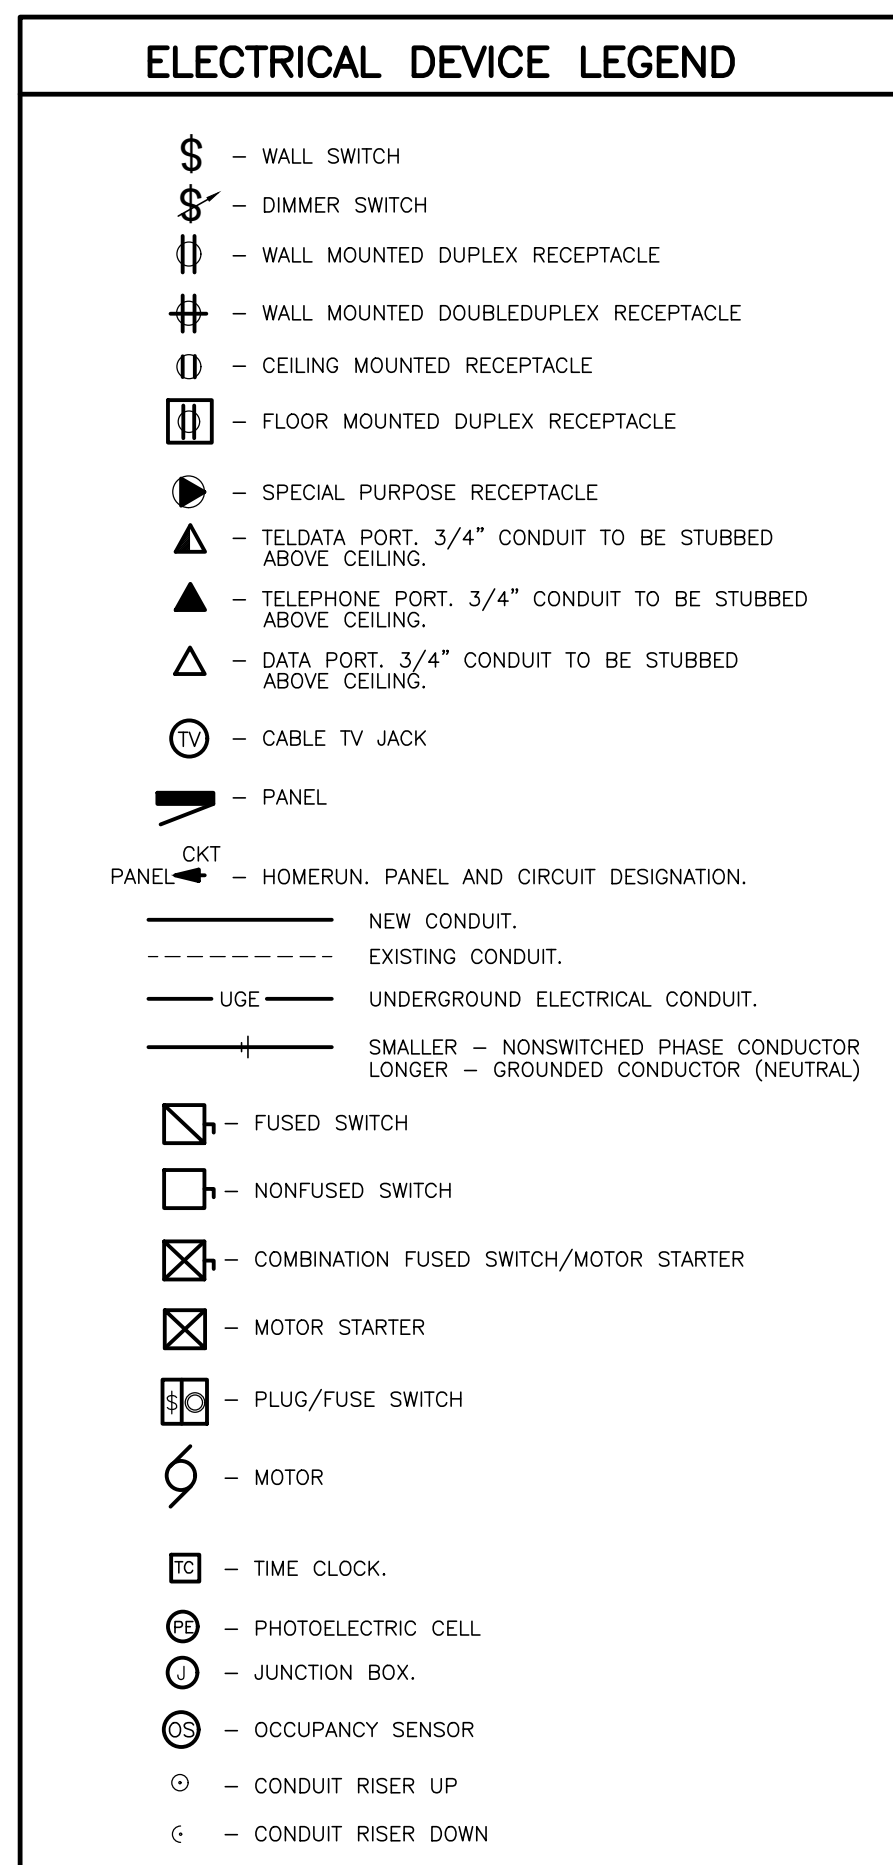 ELECTRICAL DEVICE LEGEND
$ – WALL SWITCH
$ – DIMMER SWITCH
– WALL MOUNTED DUPLEX RECEPTACLE
– WALL MOUNTED DOUBLEDUPLEX RECEPTACLE
– CEILING MOUNTED RECEPTACLE
– FLOOR MOUNTED DUPLEX RECEPTACLE
– SPECIAL PURPOSE RECEPTACLE
– TELDATA PORT. 3/4" CONDUIT TO BE STUBBED
ABOVE CEILING.
– TELEPHONE PORT. 3/4" CONDUIT TO BE STUBBED
ABOVE CEILING.
– DATA PORT. 3/4" CONDUIT TO BE STUBBED
ABOVE CEILING.
TV – CABLE TV JACK
– PANEL
CKT
PANEL – HOMERUN. PANEL AND CIRCUIT DESIGNATION.
NEW CONDUIT.
EXISTING CONDUIT.
UGE UNDERGROUND ELECTRICAL CONDUIT.
SMALLER – NONSWITCHED PHASE CONDUCTOR
LONGER – GROUNDED CONDUCTOR (NEUTRAL)
– FUSED SWITCH
– NONFUSED SWITCH
– COMBINATION FUSED SWITCH/MOTOR STARTER
– MOTOR STARTER
$ – PLUG/FUSE SWITCH
– MOTOR
TC – TIME CLOCK.
PE – PHOTOELECTRIC CELL
J – JUNCTION BOX.
OS – OCCUPANCY SENSOR
– CONDUIT RISER UP
– CONDUIT RISER DOWN